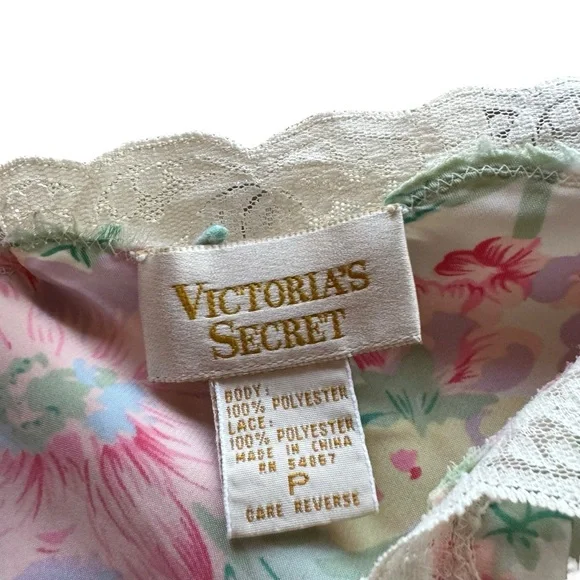 VICTORIA'S
SECRET
BODY:
100% POLYESTER
LACE:
100% POLYESTER
MADE IN CHINA
RN 54867
P
CARE REVERSE